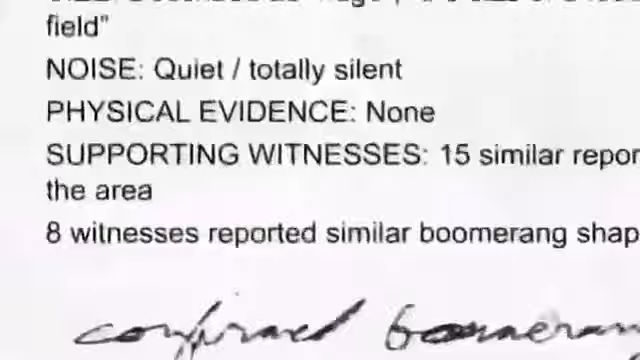 field"
NOISE: Quiet / totally silent
PHYSICAL EVIDENCE: None
SUPPORTING WITNESSES: 15 similar repor
the area
8 witnesses reported similar boomerang shap
confirmed boomerang